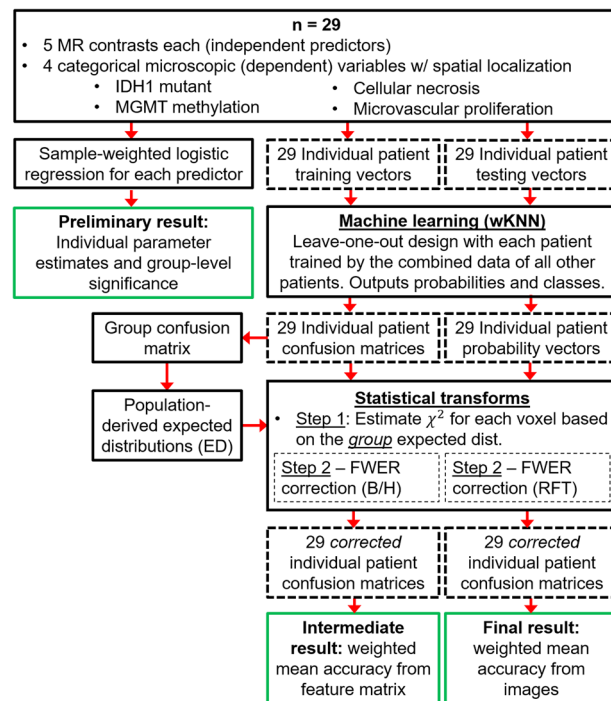 n = 29
• 5 MR contrasts each (independent predictors)
• 4 categorical microscopic (dependent) variables w/ spatial localization
• IDH1 mutant
• MGMT methylation
• Cellular necrosis
• Microvascular proliferation
Sample-weighted logistic
regression for each predictor
29 Individual patient
training vectors
29 Individual patient
testing vectors
Preliminary result:
Individual parameter
estimates and group-level
significance
Machine learning (wKNN)
Leave-one-out design with each patient
trained by the combined data of all other
patients. Outputs probabilities and classes.
Group confusion
matrix
29 Individual patient
confusion matrices
29 Individual patient
probability vectors
Population-
derived expected
distributions (ED)
Statistical transforms
• Step 1: Estimate χ² for each voxel based
on the group expected dist.
Step 2 – FWER
correction (B/H)
Step 2 – FWER
correction (RFT)
29 corrected
individual patient
confusion matrices
29 corrected
individual patient
confusion matrices
Intermediate
result: weighted
mean accuracy from
feature matrix
Final result:
weighted mean
accuracy from
images